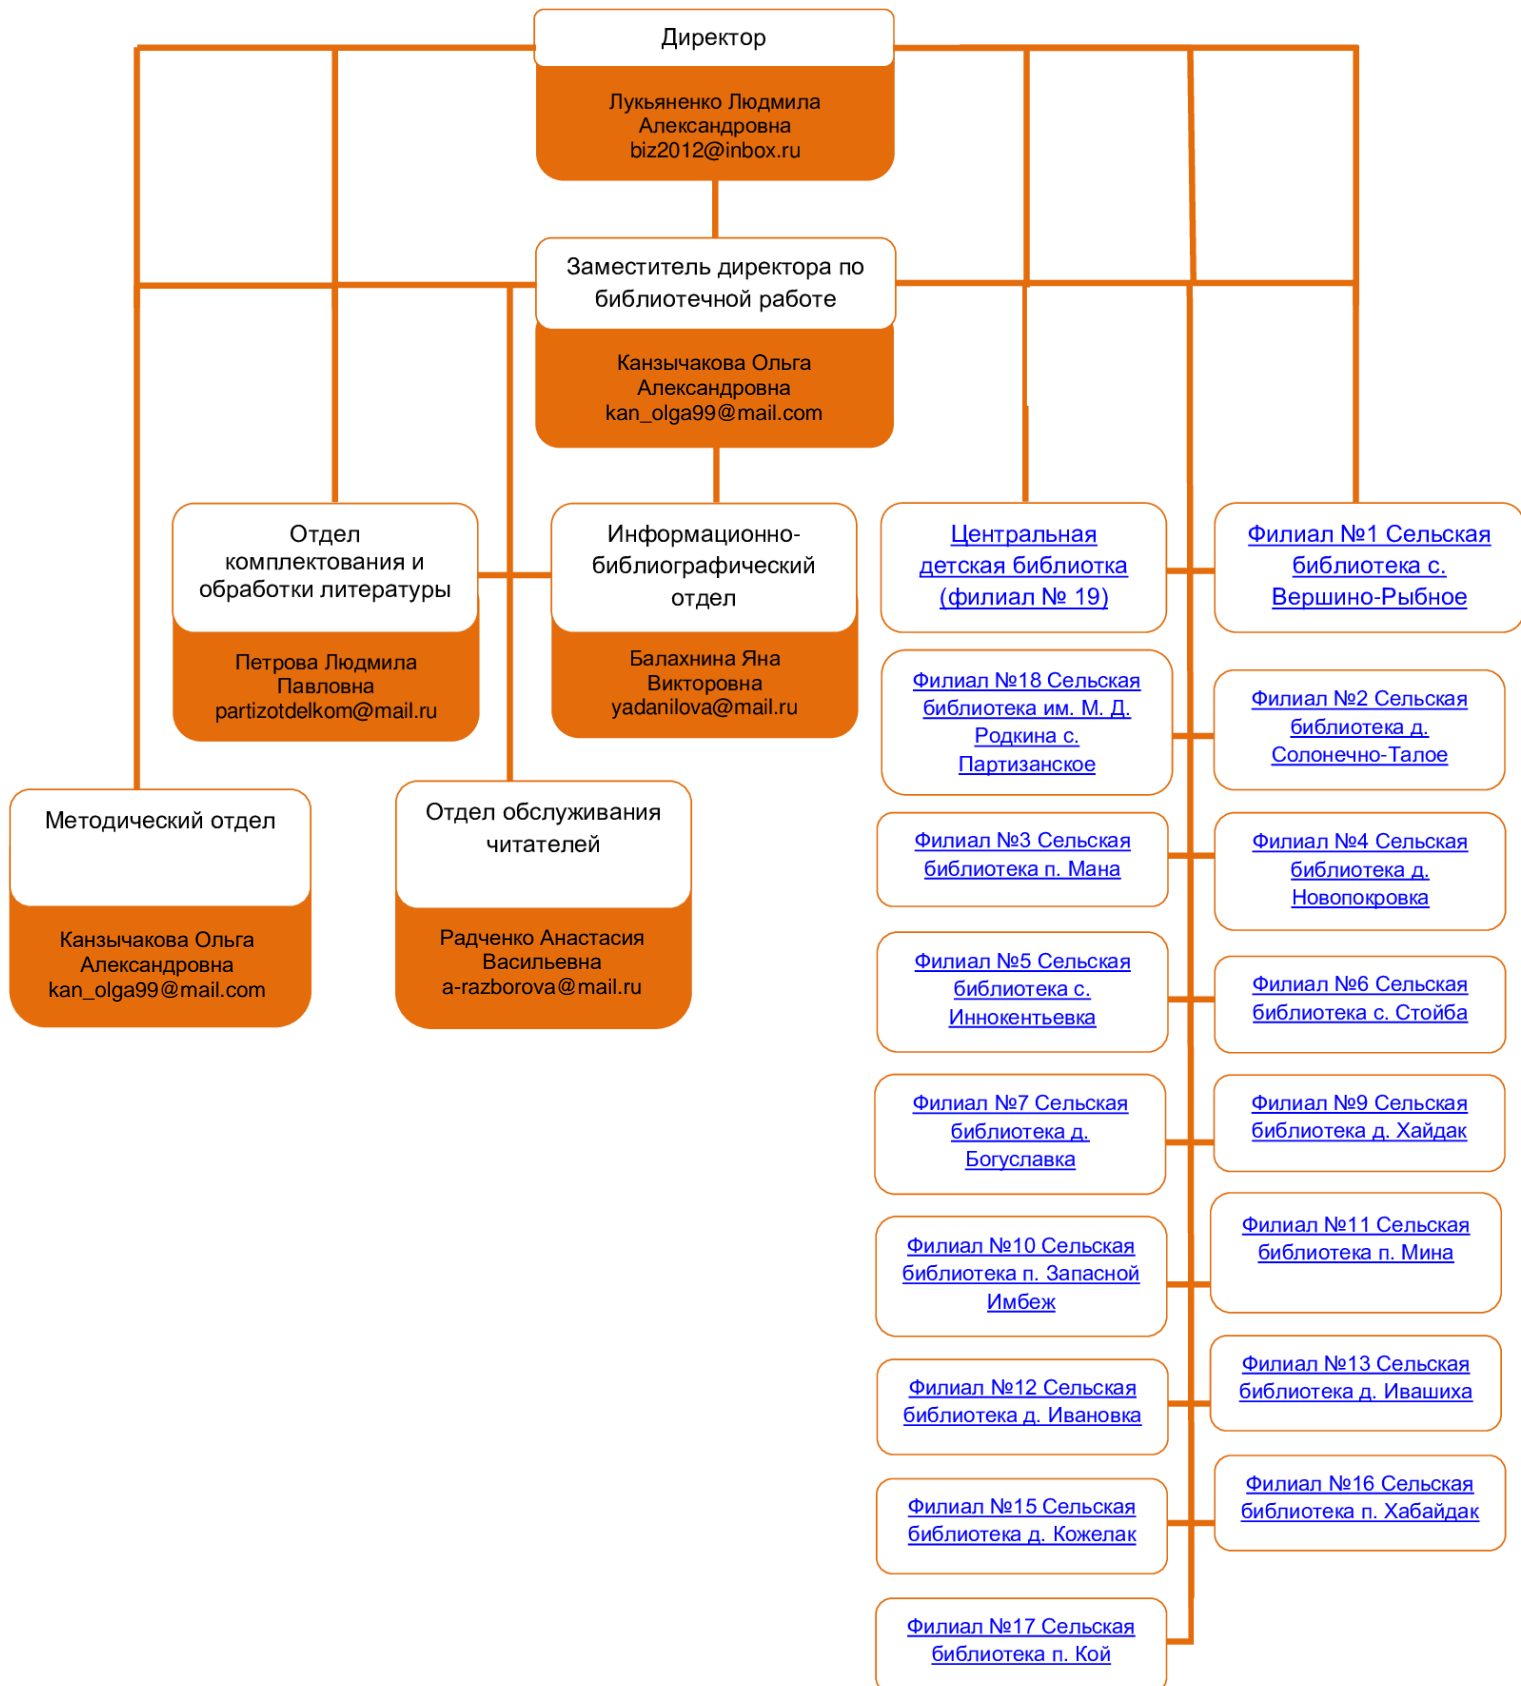 Директор
Лукьяненко Людмила
Александровна
biz2012@inbox.ru
Заместитель директора по
библиотечной работе
Канзычакова Ольга
Александровна
kan_olga99@mail.com
Отдел
комплектования и
обработки литературы
Петрова Людмила
Павловна
partizotdelkom@mail.ru
Информационно-
библиографический
отдел
Балахнина Яна
Викторовна
yadanilova@mail.ru
Методический отдел
Канзычакова Ольга
Александровна
kan_olga99@mail.com
Отдел обслуживания
читателей
Радченко Анастасия
Васильевна
a-razborova@mail.ru
Центральная
детская библиотка
(филиал № 19)
Филиал №1 Сельская
библиотека с.
Вершино-Рыбное
Филиал №18 Сельская
библиотека им. М. Д.
Родкина с.
Партизанское
Филиал №2 Сельская
библиотека д.
Солонечно-Талое
Филиал №3 Сельская
библиотека п. Мана
Филиал №4 Сельская
библиотека д.
Новопокровка
Филиал №5 Сельская
библиотека с.
Иннокентьевка
Филиал №6 Сельская
библиотека с. Стойба
Филиал №7 Сельская
библиотека д.
Богуславка
Филиал №9 Сельская
библиотека д. Хайдак
Филиал №10 Сельская
библиотека п. Запасной
Имбеж
Филиал №11 Сельская
библиотека п. Мина
Филиал №12 Сельская
библиотека д. Ивановка
Филиал №13 Сельская
библиотека д. Ивашиха
Филиал №15 Сельская
библиотека д. Кожелак
Филиал №16 Сельская
библиотека п. Хабайдак
Филиал №17 Сельская
библиотека п. Кой